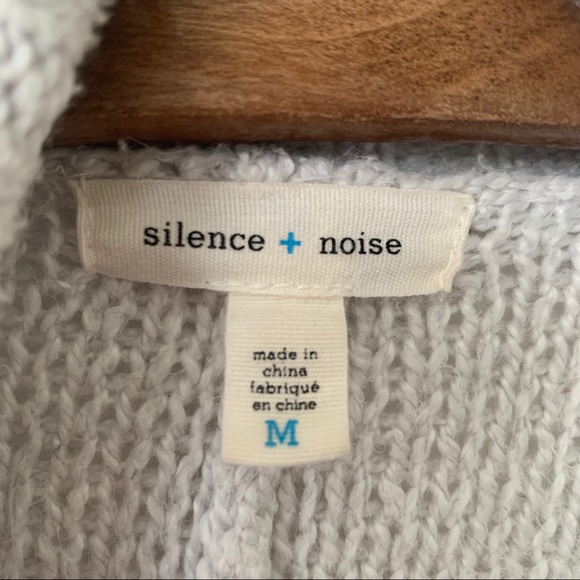 silence + noise
made in
china
fabriqué
en chine
M